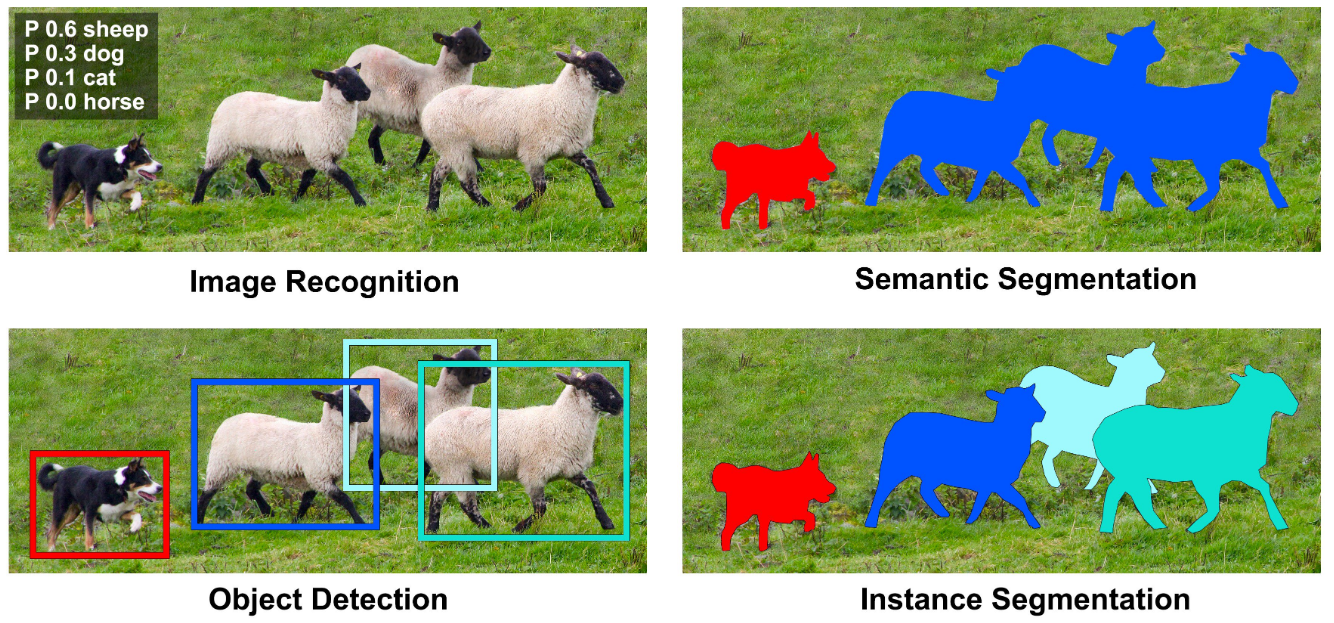 P 0.6 sheep
P 0.3 dog
P 0.1 cat
P 0.0 horse
Image Recognition
Semantic Segmentation
Object Detection
Instance Segmentation